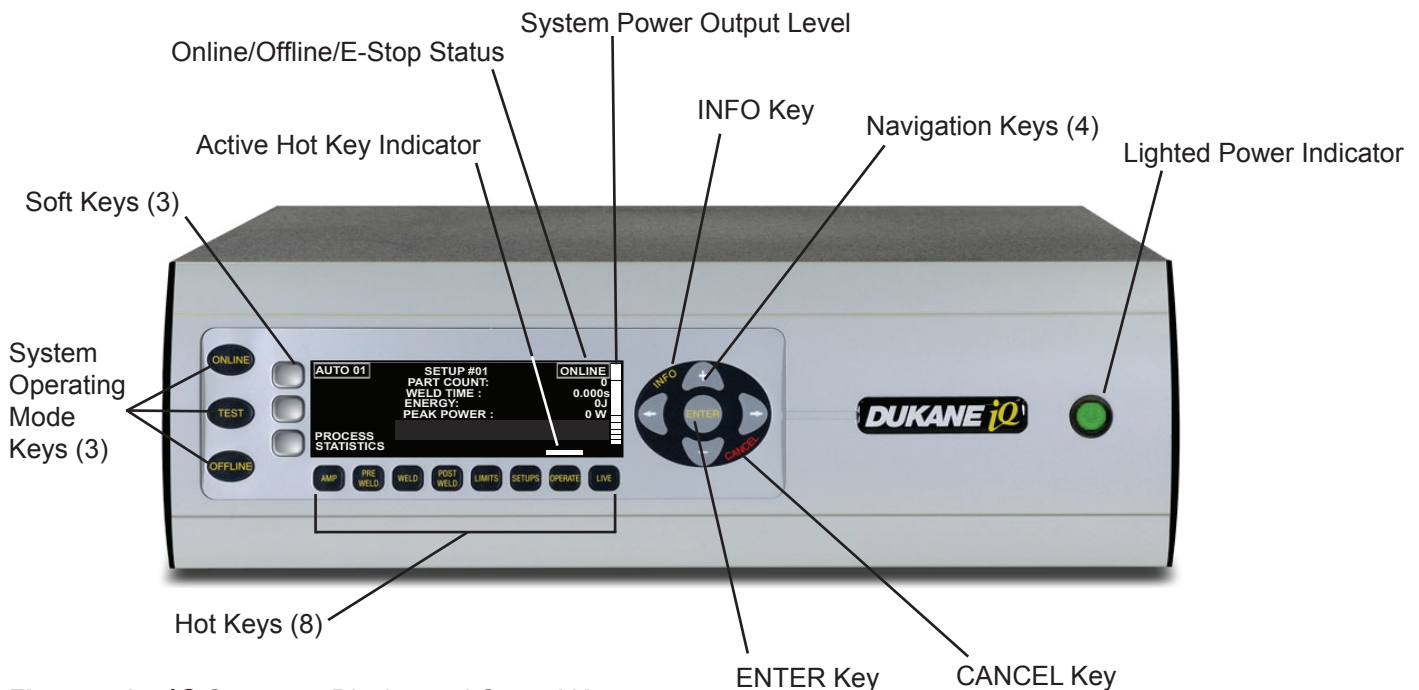 System Power Output Level
Online/Offline/E-Stop Status
INFO Key
Navigation Keys (4)
Active Hot Key Indicator
Lighted Power Indicator
Soft Keys (3)
System
Operating
Mode
Keys (3)
ONLINE
TEST
OFFLINE
AUTO 01
SETUP #01
ONLINE
PART COUNT: 0
WELD TIME : 0.000s
ENERGY: 0J
PEAK POWER : 0 W
PROCESS
STATISTICS
INFO
+
ENTER
-
CANCEL
DUKANE iQ
AMP
PRE
WELD
WELD
POST
WELD
LIMITS
SETUPS
OPERATE
LIVE
Hot Keys (8)
ENTER Key
CANCEL Key